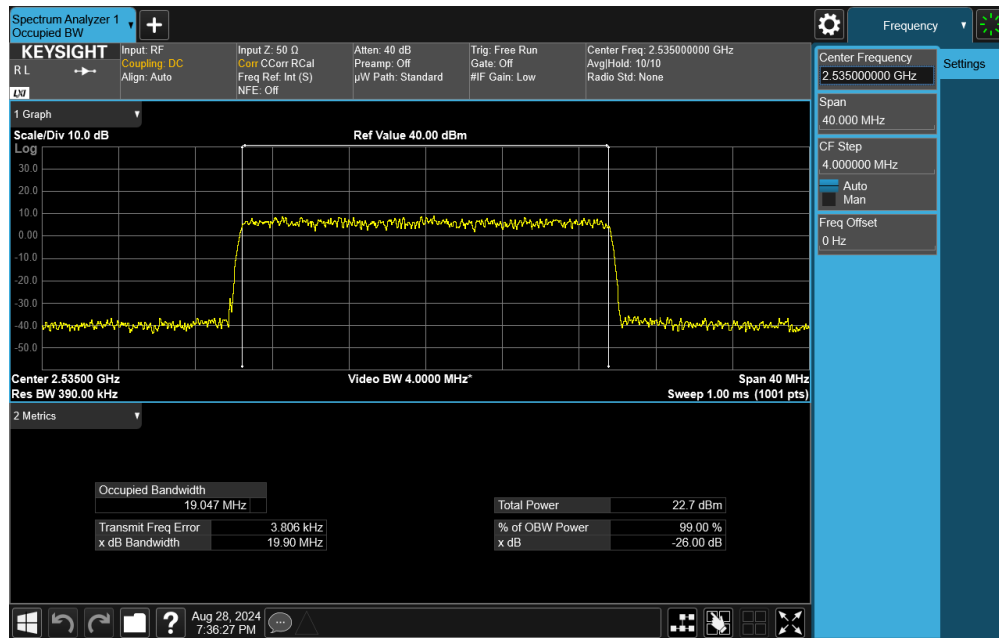 Spectrum Analyzer 1
Occupied BW
Frequency
KEYSIGHT
R L
LXI
Input: RF
Coupling: DC
Align: Auto
Input Z: 50 Ω
Corr CCorr RCal
Freq Ref: Int (S)
NFE: Off
Atten: 40 dB
Preamp: Off
µW Path: Standard
Trig: Free Run
Gate: Off
#IF Gain: Low
Center Freq: 2.535000000 GHz
Avg|Hold: 10/10
Radio Std: None
Center Frequency
2.535000000 GHz
Settings
Span
40.000 MHz
CF Step
4.000000 MHz
Auto
Man
Freq Offset
0 Hz
1 Graph
Scale/Div 10.0 dB
Ref Value 40.00 dBm
Log
30.0
20.0
10.0
0.00
-10.0
-20.0
-30.0
-40.0
-50.0
Center 2.53500 GHz
Video BW 4.0000 MHz*
Span 40 MHz
Res BW 390.00 kHz
Sweep 1.00 ms (1001 pts)
2 Metrics
Occupied Bandwidth
19.047 MHz
Total Power 22.7 dBm
Transmit Freq Error 3.806 kHz
% of OBW Power 99.00 %
x dB Bandwidth 19.90 MHz
x dB -26.00 dB
?
Aug 28, 2024
7:36:27 PM